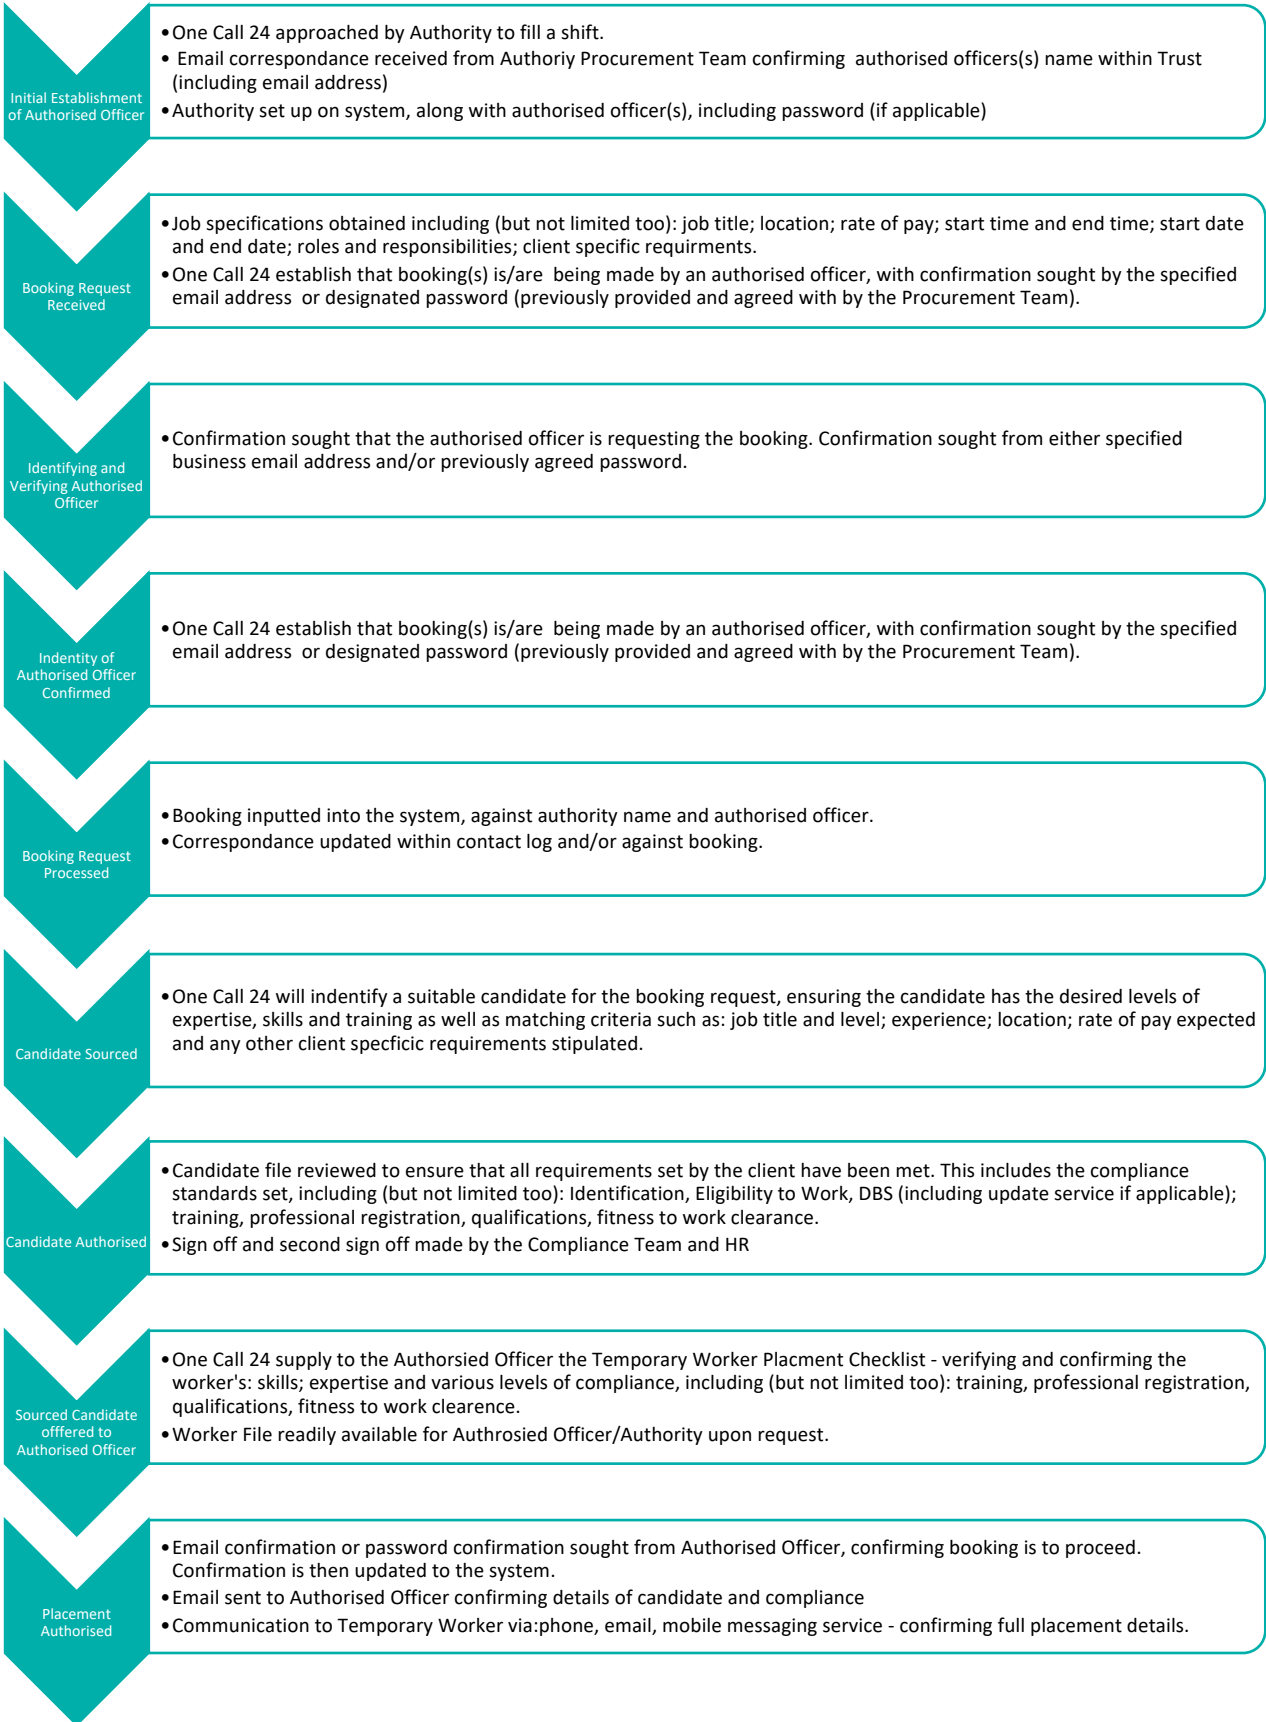 Initial Establishment
of Authorised Officer
•One Call 24 approached by Authority to fill a shift.
• Email correspondance received from Authoriy Procurement Team confirming  authorised officers(s) name within Trust
(including email address)
•Authority set up on system, along with authorised officer(s), including password (if applicable)
Booking Request
Received
•Job specifications obtained including (but not limited too): job title; location; rate of pay; start time and end time; start date
and end date; roles and responsibilities; client specific requirments.
•One Call 24 establish that booking(s) is/are  being made by an authorised officer, with confirmation sought by the specified
email address  or designated password (previously provided and agreed with by the Procurement Team).
Identifying and
Verifying Authorised
Officer
•Confirmation sought that the authorised officer is requesting the booking. Confirmation sought from either specified
business email address and/or previously agreed password.
Indentity of
Authorised Officer
Confirmed
•One Call 24 establish that booking(s) is/are  being made by an authorised officer, with confirmation sought by the specified
email address  or designated password (previously provided and agreed with by the Procurement Team).
Booking Request
Processed
•Booking inputted into the system, against authority name and authorised officer.
•Correspondance updated within contact log and/or against booking.
Candidate Sourced
•One Call 24 will indentify a suitable candidate for the booking request, ensuring the candidate has the desired levels of
expertise, skills and training as well as matching criteria such as: job title and level; experience; location; rate of pay expected
and any other client specficic requirements stipulated.
Candidate Authorised
•Candidate file reviewed to ensure that all requirements set by the client have been met. This includes the compliance
standards set, including (but not limited too): Identification, Eligibility to Work, DBS (including update service if applicable);
training, professional registration, qualifications, fitness to work clearance.
•Sign off and second sign off made by the Compliance Team and HR
Sourced Candidate
offfered to
Authorised Officer
•One Call 24 supply to the Authorsied Officer the Temporary Worker Placment Checklist - verifying and confirming the
worker's: skills; expertise and various levels of compliance, including (but not limited too): training, professional registration,
qualifications, fitness to work clearence.
•Worker File readily available for Authrosied Officer/Authority upon request.
Placement
Authorised
•Email confirmation or password confirmation sought from Authorised Officer, confirming booking is to proceed.
Confirmation is then updated to the system.
•Email sent to Authorised Officer confirming details of candidate and compliance
•Communication to Temporary Worker via:phone, email, mobile messaging service - confirming full placement details.